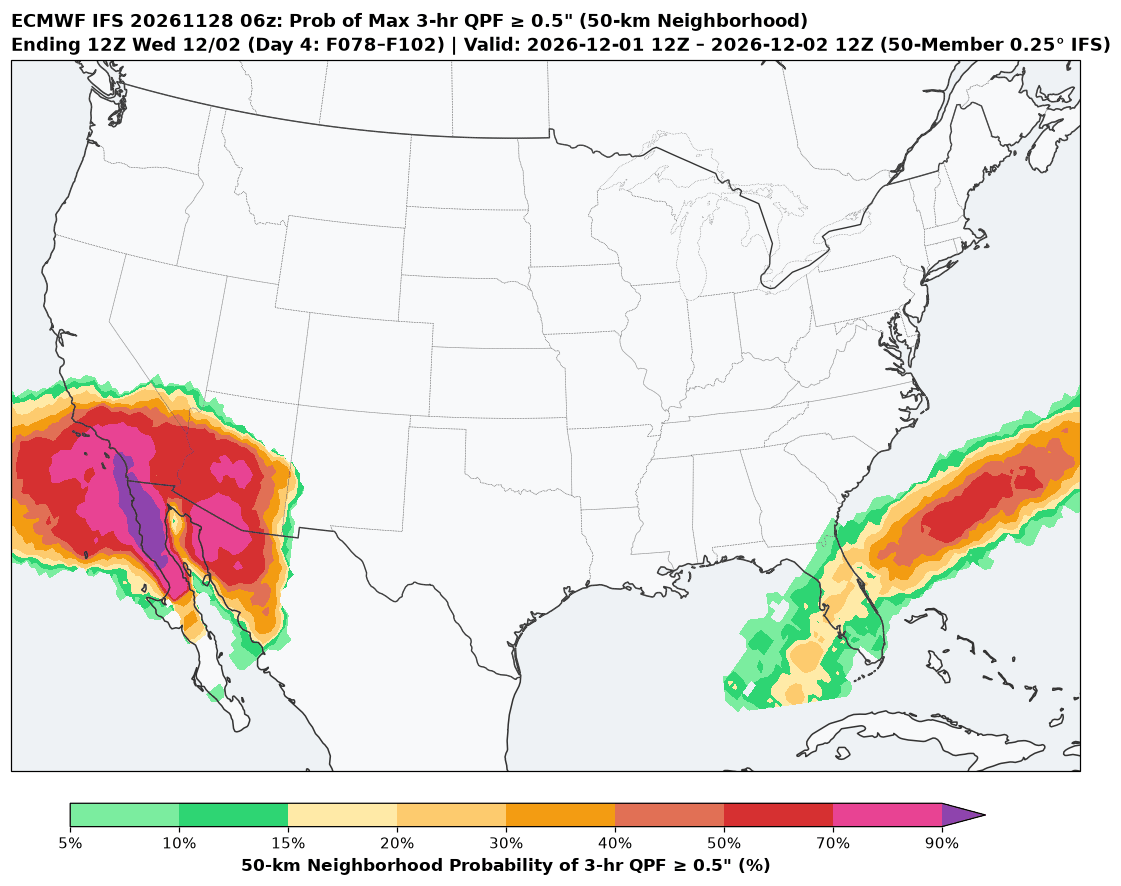 ECMWF IFS 20261128 06z: Prob of Max 3-hr QPF ≥ 0.5" (50-km Neighborhood)
Ending 12Z Wed 12/02 (Day 4: F078–F102) | Valid: 2026-12-01 12Z – 2026-12-02 12Z (50-Member 0.25° IFS)
5% 10% 15% 20% 30% 40% 50% 70% 90%
50-km Neighborhood Probability of 3-hr QPF ≥ 0.5" (%)